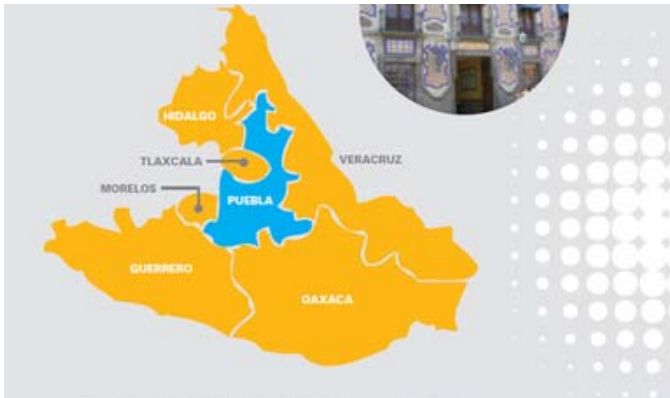 HIDALGO
TLAXCALA
VERACRUZ
MORELOS
PUEBLA
GUERRERO
OAXACA